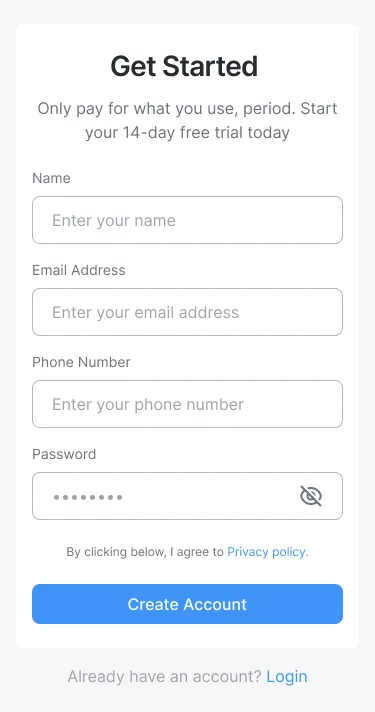 Get Started
Only pay for what you use, period. Start
your 14-day free trial today
Name
Enter your name
Email Address
Enter your email address
Phone Number
Enter your phone number
Password
••••••••
By clicking below, I agree to Privacy policy.
Create Account
Already have an account? Login